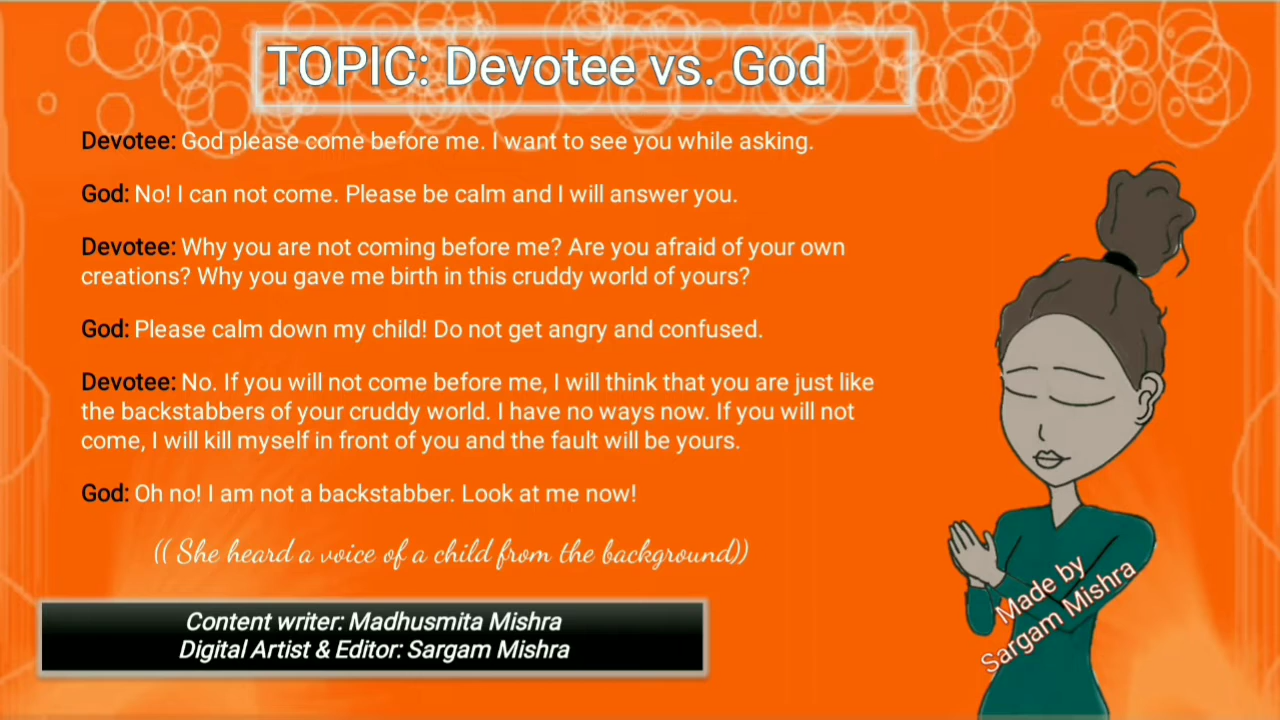 TOPIC: Devotee vs. God
Devotee: God please come before me. I want to see you while asking.
God: No! I can not come. Please be calm and I will answer you.
Devotee: Why you are not coming before me? Are you afraid of your own
creations? Why you gave me birth in this cruddy world of yours?
God: Please calm down my child! Do not get angry and confused.
Devotee: No. If you will not come before me, I will think that you are just like
the backstabbers of your cruddy world. I have no ways now. If you will not
come, I will kill myself in front of you and the fault will be yours.
God: Oh no! I am not a backstabber. Look at me now!
(( She heard a voice of a child from the background))
Content writer: Madhusmita Mishra
Digital Artist & Editor: Sargam Mishra
Made by
Sargam Mishra